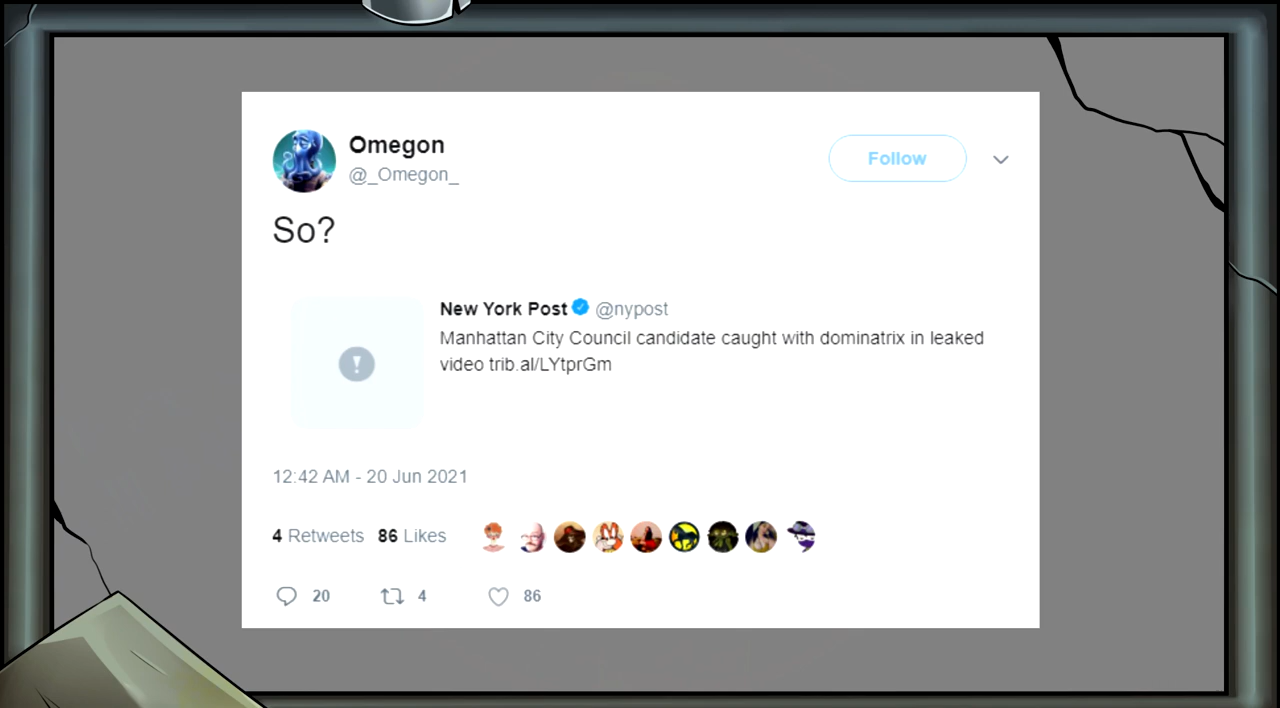 Omegon
@_Omegon_
Follow
So?
New York Post @nypost
Manhattan City Council candidate caught with dominatrix in leaked
video trib.al/LYtprGm
12:42 AM - 20 Jun 2021
4 Retweets 86 Likes
20 4 86